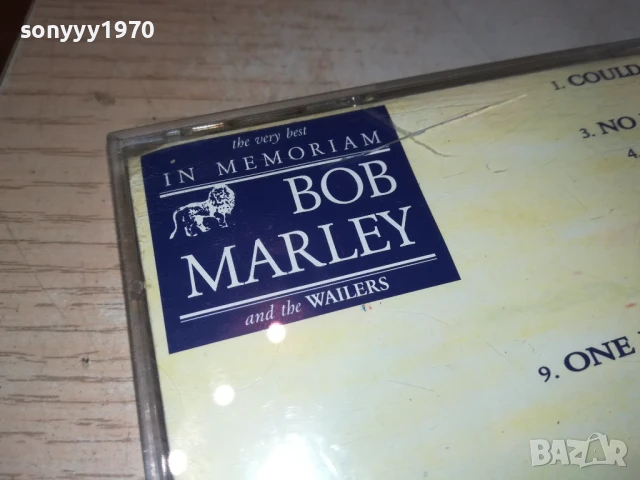 sonyyy1970
the very best
IN MEMORIAM
BOB
MARLEY
and the WAILERS
1. COULD
3. NO
4.
9. ONE
BAZAR